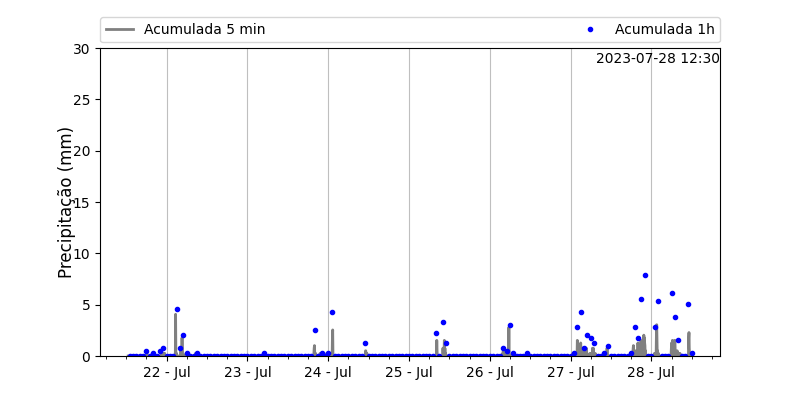 Acumulada 5 min
Acumulada 1h
2023-07-28 12:30
Precipitação (mm)
30
25
20
15
10
5
0
22 - Jul
23 - Jul
24 - Jul
25 - Jul
26 - Jul
27 - Jul
28 - Jul